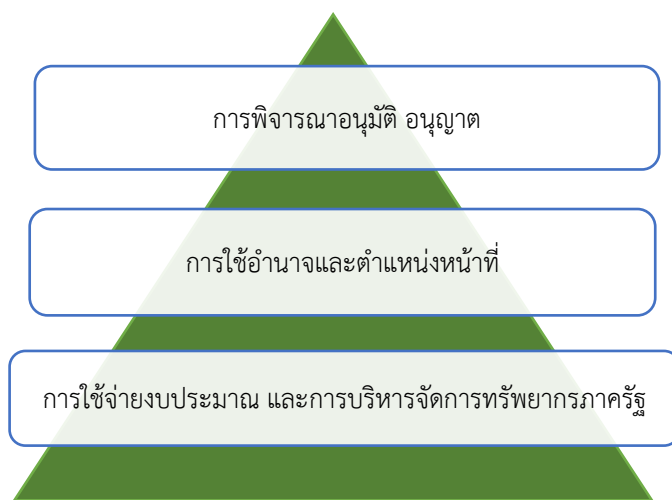 การพิจารณาอนุมัติ อนุญาต
การใช้อำนาจและตำแหน่งหน้าที่
การใช้จ่ายงบประมาณ และการบริหารจัดการทรัพยากรภาครัฐ